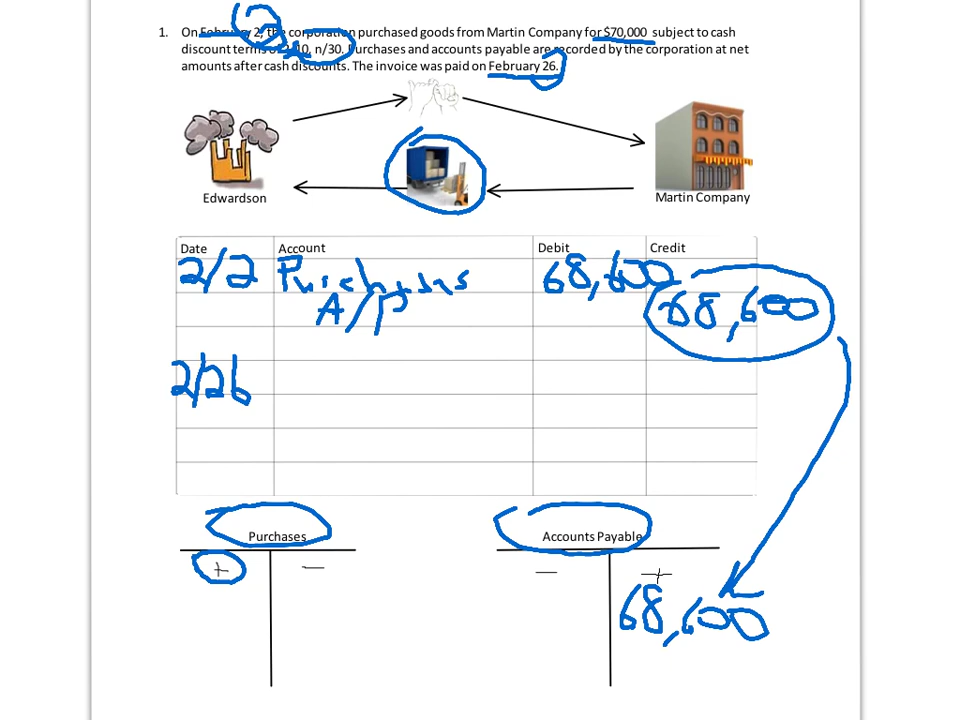 1. On February 2, the corporation purchased goods from Martin Company for $70,000 subject to cash
discount terms of 2/10, n/30. Purchases and accounts payable are recorded by the corporation at net
amounts after cash discounts. The invoice was paid on February 26.
Edwardson
Martin Company
Date Account Debit Credit
2/2 Purchases 68,600
A/P 68,600
2/26
Purchases Accounts Payable
+ − − +
68,600